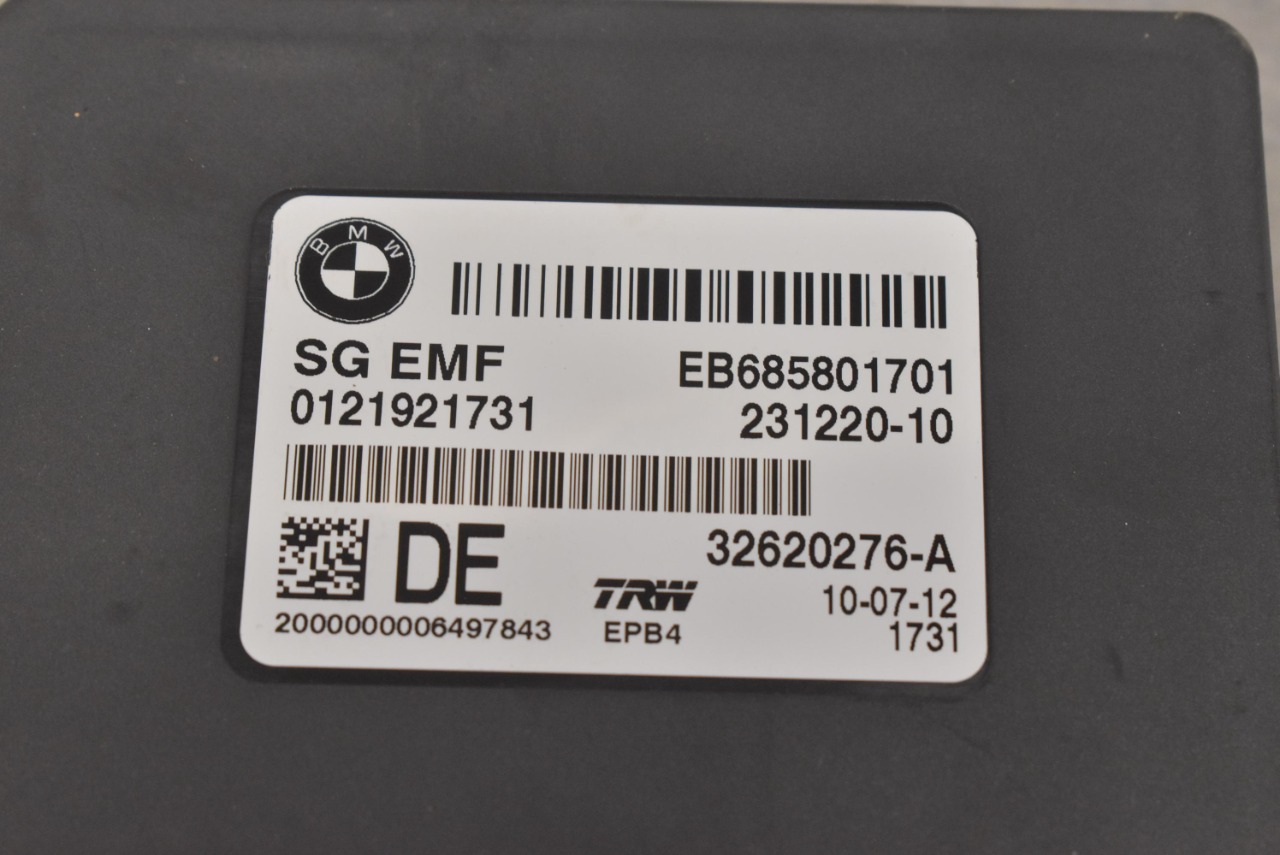 BMW
SG EMF
EB685801701
0121921731
231220-10
DE
32620276-A
TRW
10-07-12
2000000006497843
EPB4
1731